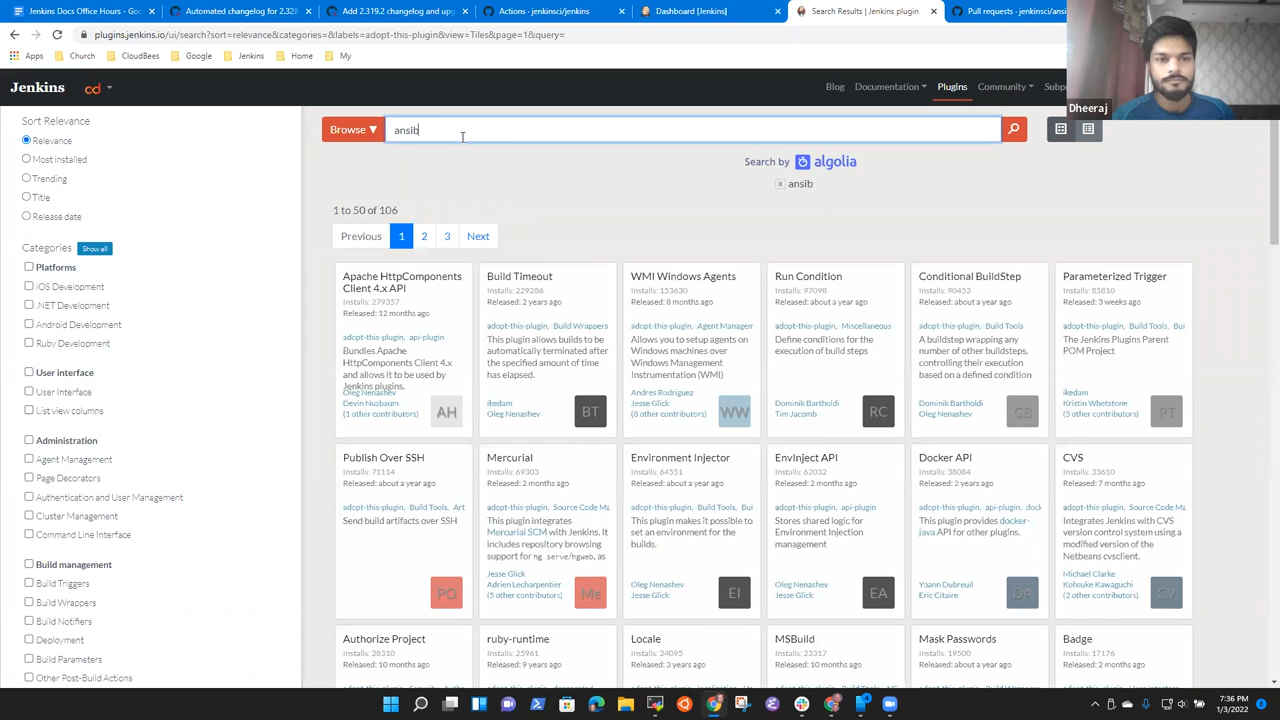 Jenkins Docs Office Hours - Goo
Automated changelog for 2.328
Add 2.319.2 changelog and upg
Actions · jenkinsci/jenkins
Dashboard [Jenkins]
Search Results | Jenkins plugin
Pull requests · jenkinsci/ansi
plugins.jenkins.io/ui/search?sort=relevance&categories=&labels=adopt-this-plugin&view=Tiles&page=1&query=
Apps
Church
CloudBees
Google
Jenkins
Home
My
Jenkins
cd
Blog
Documentation
Plugins
Community
Subp
Dheeraj
Sort Relevance
Relevance
Most installed
Trending
Title
Release date
Categories
Show all
Platforms
iOS Development
.NET Development
Android Development
Ruby Development
User interface
User Interface
List view columns
Administration
Agent Management
Page Decorators
Authentication and User Management
Cluster Management
Command Line Interface
Build management
Build Triggers
Build Wrappers
Build Notifiers
Deployment
Build Parameters
Other Post-Build Actions
Browse ▼
ansib
Search by algolia
x ansib
1 to 50 of 106
Previous 1 2 3 Next
Apache HttpComponents
Client 4.x API
Installs: 279357
Released: 12 months ago
adopt-this-plugin, api-plugin
Bundles Apache
HttpComponents Client 4.x
and allows it to be used by
Jenkins plugins.
Oleg Nenashev
Devin Nusbaum
(1 other contributors)
AH
Build Timeout
Installs: 229286
Released: 2 years ago
adopt-this-plugin, Build Wrappers
This plugin allows builds to be
automatically terminated after
the specified amount of time
has elapsed.
ikedam
Oleg Nenashev
BT
WMI Windows Agents
Installs: 153630
Released: 8 months ago
adopt-this-plugin, Agent Managem
Allows you to setup agents on
Windows machines over
Windows Management
Instrumentation (WMI)
Andres Rodriguez
Jesse Glick
(8 other contributors)
WW
Run Condition
Installs: 97098
Released: about a year ago
adopt-this-plugin, Miscellaneous
Define conditions for the
execution of build steps
Dominik Bartholdi
Tim Jacomb
RC
Conditional BuildStep
Installs: 90453
Released: about a year ago
adopt-this-plugin, Build Tools
A buildstep wrapping any
number of other buildsteps,
controlling their execution
based on a defined condition
Dominik Bartholdi
Oleg Nenashev
CB
Parameterized Trigger
Installs: 85810
Released: 3 weeks ago
adopt-this-plugin, Build Tools, Bui
The Jenkins Plugins Parent
POM Project
ikedam
Kristin Whetstone
(5 other contributors)
PT
Publish Over SSH
Installs: 71114
Released: about a year ago
adopt-this-plugin, Build Tools, Art
Send build artifacts over SSH
PO
Mercurial
Installs: 69303
Released: 2 months ago
adopt-this-plugin, Source Code Ma
This plugin integrates
Mercurial SCM with Jenkins. It
includes repository browsing
support for hg serve/hgweb, as
Jesse Glick
Adrien Lecharpentier
(5 other contributors)
Me
Environment Injector
Installs: 64551
Released: about a year ago
adopt-this-plugin, Build Tools, Bui
This plugin makes it possible to
set an environment for the
builds.
Oleg Nenashev
Jesse Glick
EI
EnvInject API
Installs: 62032
Released: 2 months ago
adopt-this-plugin, api-plugin
Stores shared logic for
Environment Injection
management
Oleg Nenashev
Jesse Glick
EA
Docker API
Installs: 38084
Released: 2 years ago
adopt-this-plugin, api-plugin, dock
This plugin provides docker-
java API for other plugins.
Yoann Dubreuil
Eric Citaire
DA
CVS
Installs: 33610
Released: 7 months ago
adopt-this-plugin, Source Code Ma
Integrates Jenkins with CVS
version control system using a
modified version of the
Netbeans cvsclient.
Michael Clarke
Kohsuke Kawaguchi
(2 other contributors)
CV
Authorize Project
Installs: 28310
Released: 10 months ago
ruby-runtime
Installs: 25961
Released: 9 years ago
Locale
Installs: 24095
Released: 3 years ago
MSBuild
Installs: 23317
Released: 10 months ago
Mask Passwords
Installs: 19500
Released: about a year ago
Badge
Installs: 17176
Released: 2 months ago
7:36 PM
1/3/2022